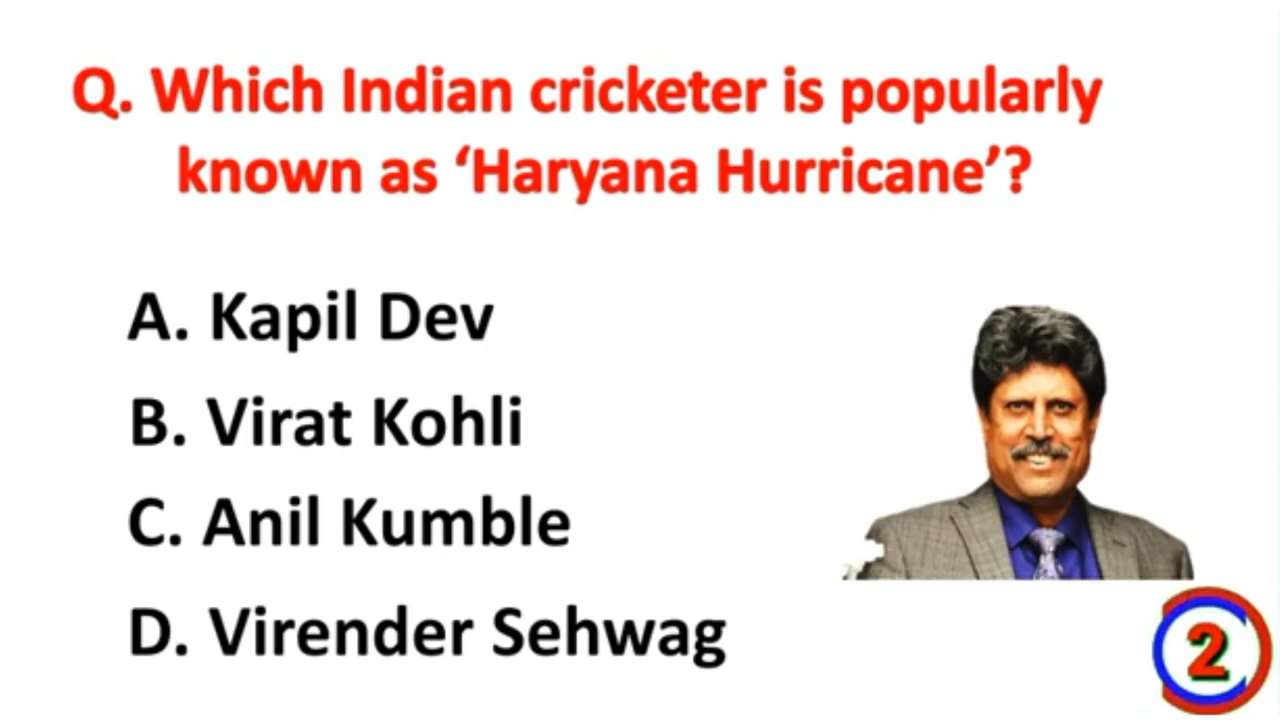 Q. Which Indian cricketer is popularly
known as ‘Haryana Hurricane’?
A. Kapil Dev
B. Virat Kohli
C. Anil Kumble
D. Virender Sehwag
2